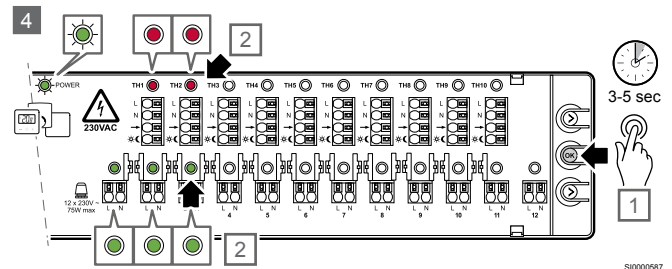 4
2
POWER
TH1 TH2 TH3 TH4 TH5 TH6 TH7 TH8 TH9 TH10
3-5 sec
L
N
230VAC
OK
1
12 x 230V ~
75W max
L N L N L N L N L N L N L N L N L N L N L N
4 5 6 7 8 9 10 11 12
2
SI0000587